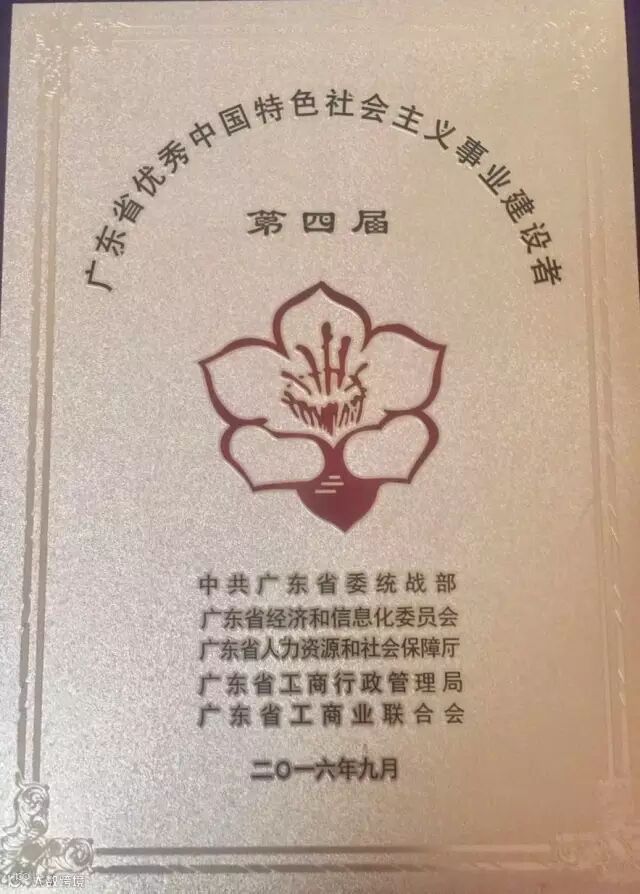 广东省优秀中国特色社会主义事业建设者
第四届
中共广东省委统战部
广东省经济和信息化委员会
广东省人力资源和社会保障厅
广东省工商行政管理局
广东省工商业联合会
二〇一六年九月
大数跨境